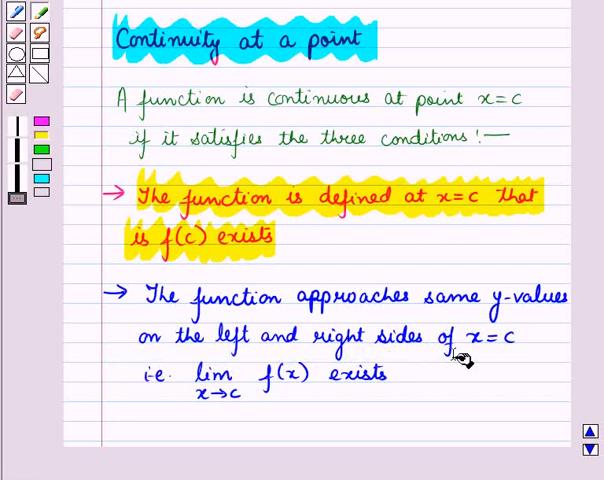 Continuity at a point
A function is continuous at point x=c
if it satisfies the three conditions:—
→ The function is defined at x=c that
is f(c) exists
→ The function approaches same y-values
on the left and right sides of x=c
i.e. lim f(x) exists
x→c